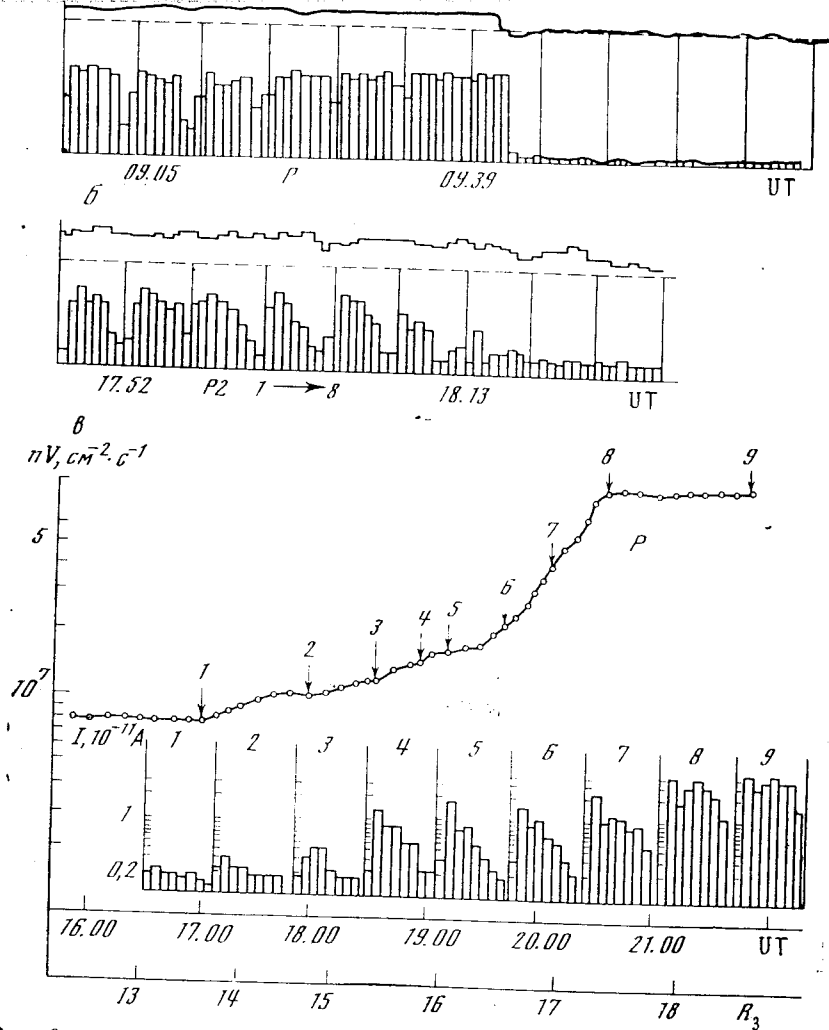 09.05 P 09.39 UT
б
17.52 P2 1 → 8 18.13 UT
в
nV, см⁻²·с⁻¹
8 9
5 7 P
6
3 4 5
1 2
10⁷
I, 10⁻¹¹A 1 2 3 4 5 6 7 8 9
1
0,2
16.00 17.00 18.00 19.00 20.00 21.00 UT
13 14 15 16 17 18 R₃